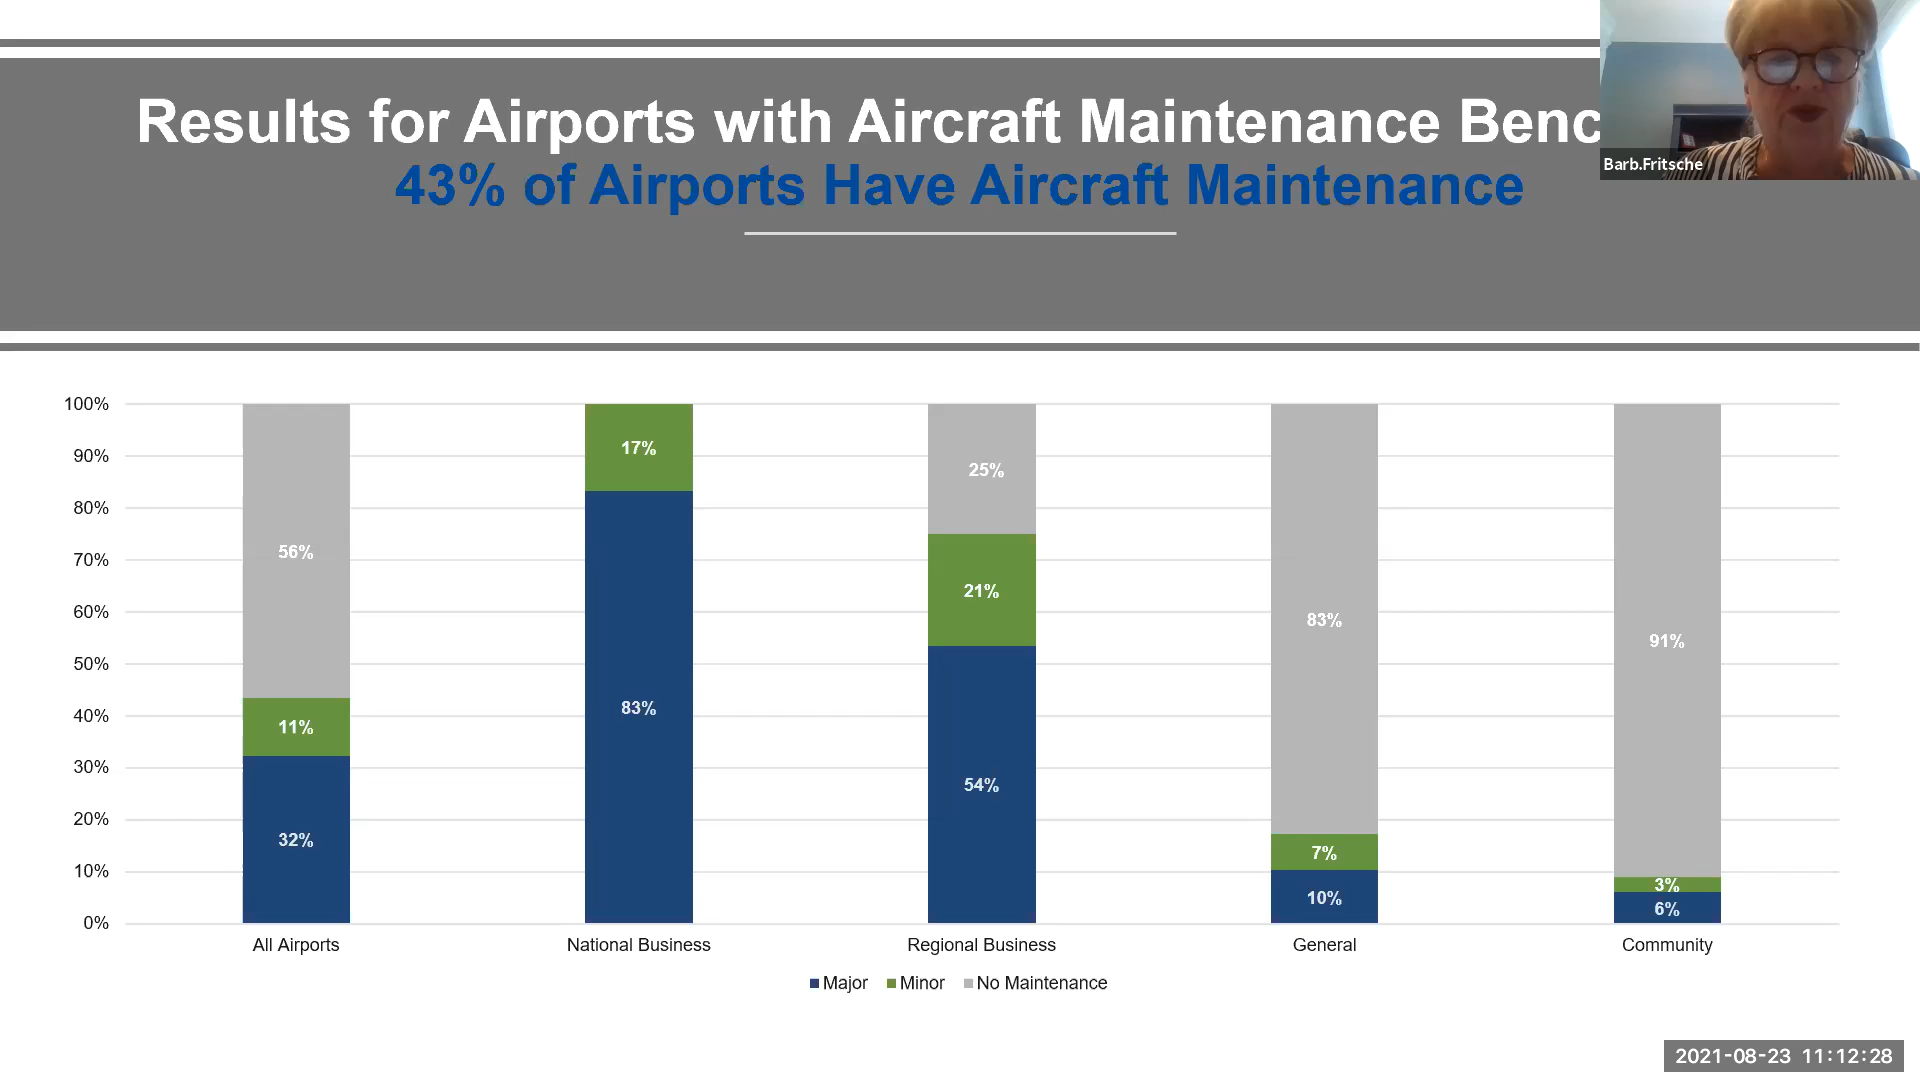 Results for Airports with Aircraft Maintenance Benc
43% of Airports Have Aircraft Maintenance
Barb.Fritsche
100%
90%
80%
70%
60%
50%
40%
30%
20%
10%
0%
56%
11%
32%
17%
83%
25%
21%
54%
83%
7%
10%
91%
3%
6%
All Airports
National Business
Regional Business
General
Community
Major Minor No Maintenance
2021-08-23 11:12:28